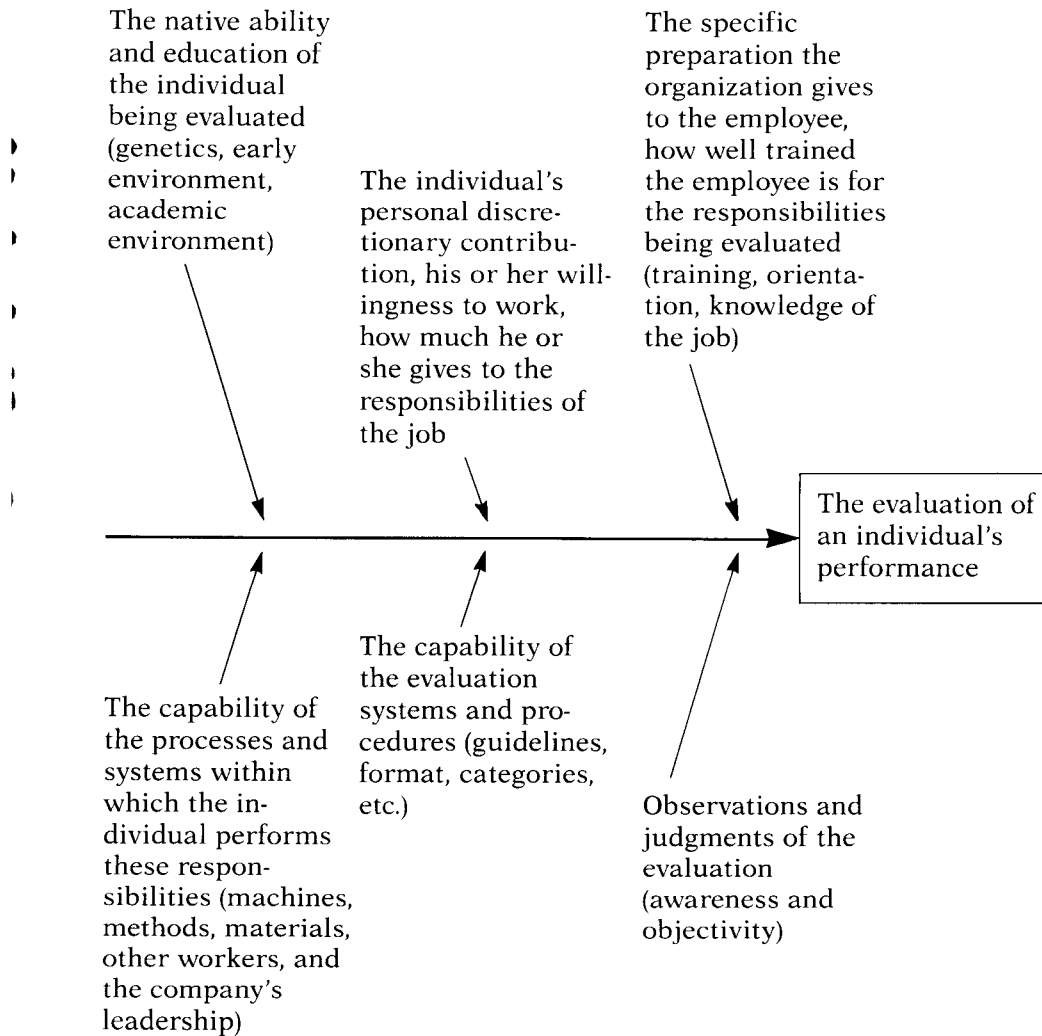 The native ability
and education of
the individual
being evaluated
(genetics, early
environment,
academic
environment)
The individual's
personal discre-
tionary contribu-
tion, his or her will-
ingness to work,
how much he or
she gives to the
responsibilities of
the job
The specific
preparation the
organization gives
to the employee,
how well trained
the employee is for
the responsibilities
being evaluated
(training, orienta-
tion, knowledge of
the job)
The evaluation of
an individual's
performance
The capability of
the processes and
systems within
which the in-
dividual performs
these respon-
sibilities (machines,
methods, materials,
other workers, and
the company's
leadership)
The capability of
the evaluation
systems and pro-
cedures (guidelines,
format, categories,
etc.)
Observations and
judgments of the
evaluation
(awareness and
objectivity)